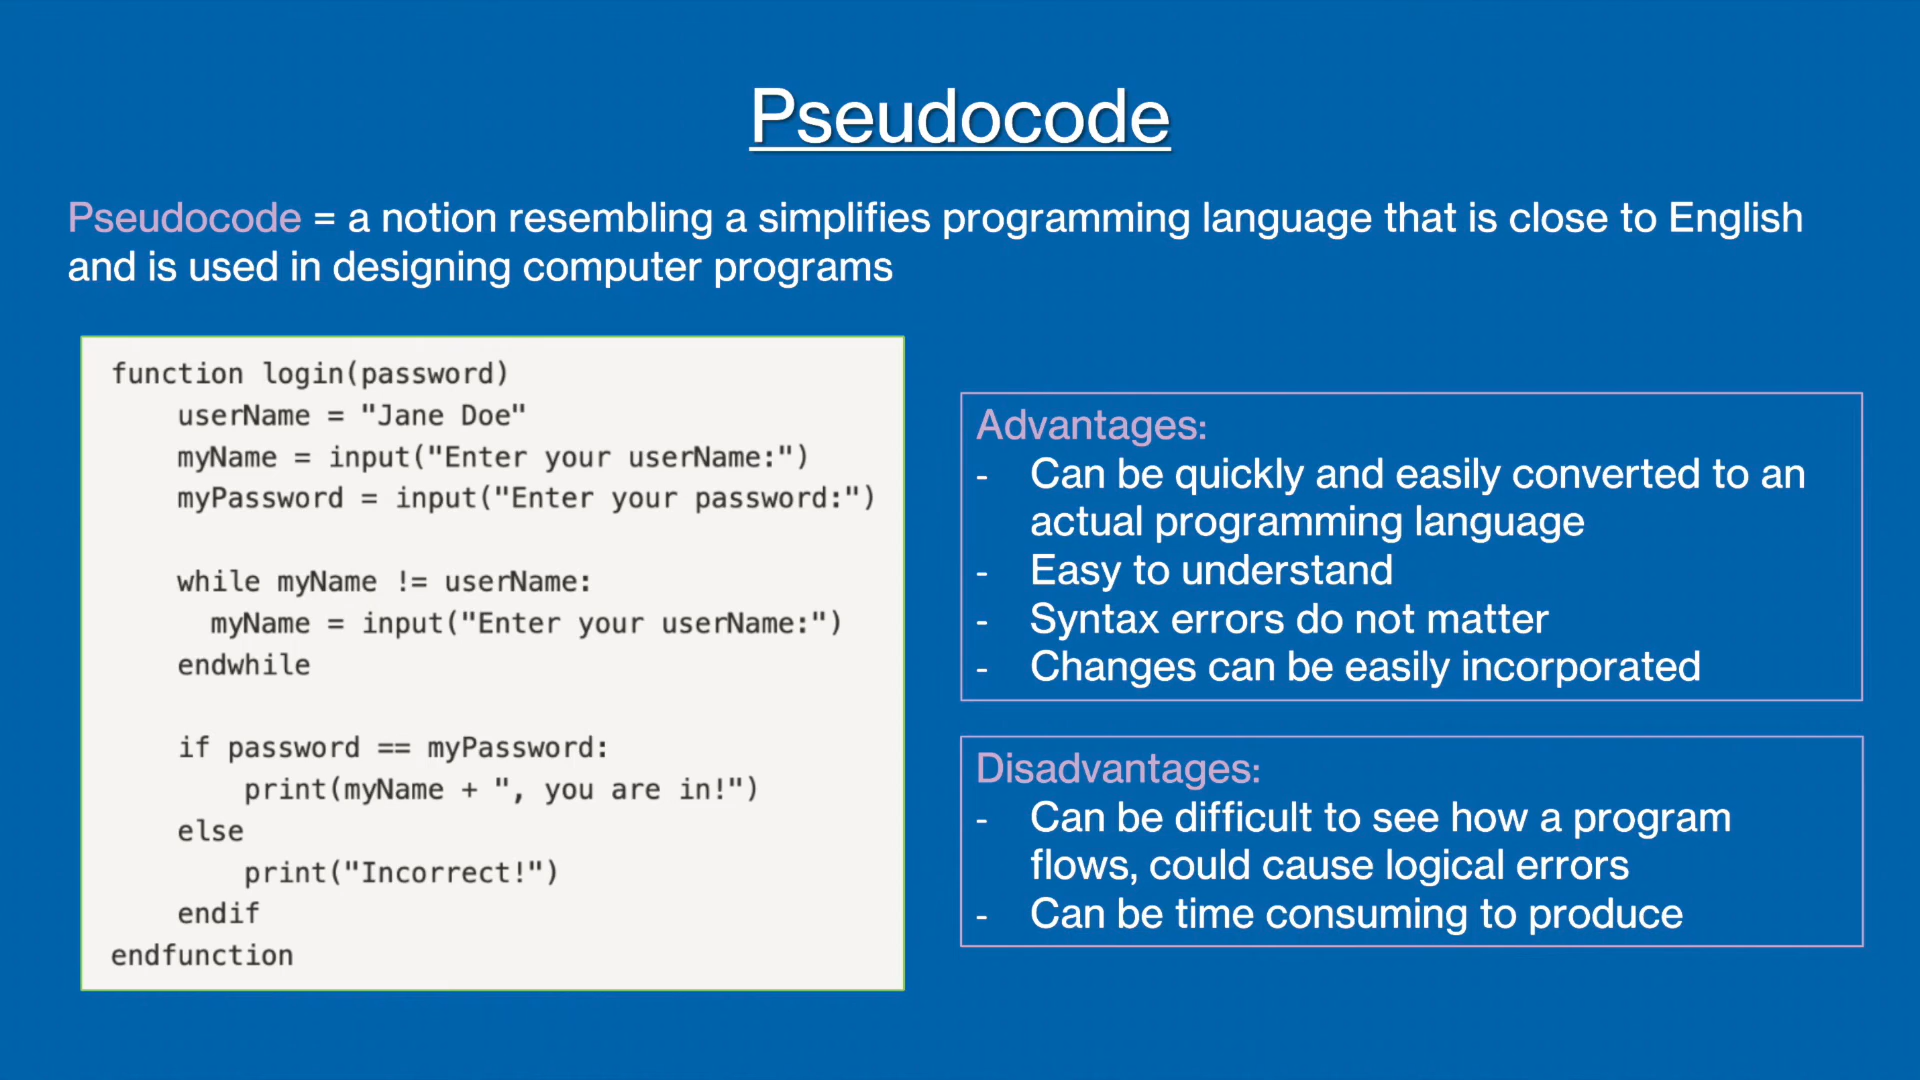 Pseudocode
Pseudocode = a notion resembling a simplifies programming language that is close to English
and is used in designing computer programs
function login(password)
    userName = "Jane Doe"
    myName = input("Enter your userName:")
    myPassword = input("Enter your password:")
    while myName != userName:
      myName = input("Enter your userName:")
    endwhile
    if password == myPassword:
        print(myName + ", you are in!")
    else
        print("Incorrect!")
    endif
endfunction
Advantages:
- Can be quickly and easily converted to an
actual programming language
- Easy to understand
- Syntax errors do not matter
- Changes can be easily incorporated
Disadvantages:
- Can be difficult to see how a program
flows, could cause logical errors
- Can be time consuming to produce